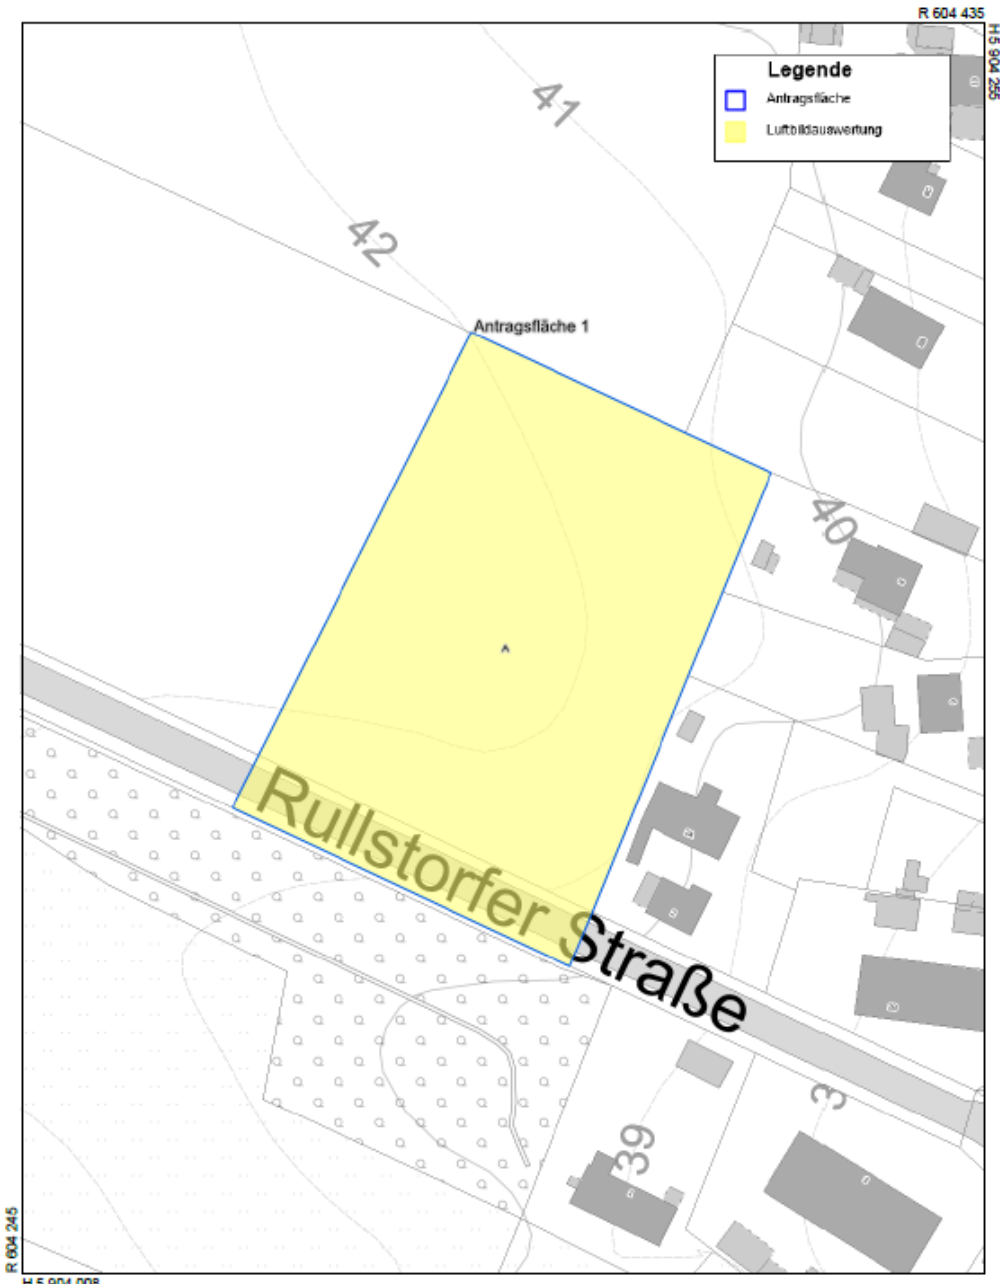 R 604 435
H 5 904 255
Legende
Antragsfläche
Luftbildauswertung
41
42
Antragsfläche 1
40
A
Rullstorfer Straße
3
39
R 604 245
H 5 904 008